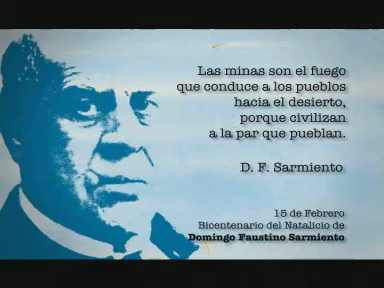 Las minas son el fuego
que conduce a los pueblos
hacia el desierto,
porque civilizan
a la par que pueblan.
D. F. Sarmiento
15 de Febrero
Bicentenario del Natalicio de
Domingo Faustino Sarmiento